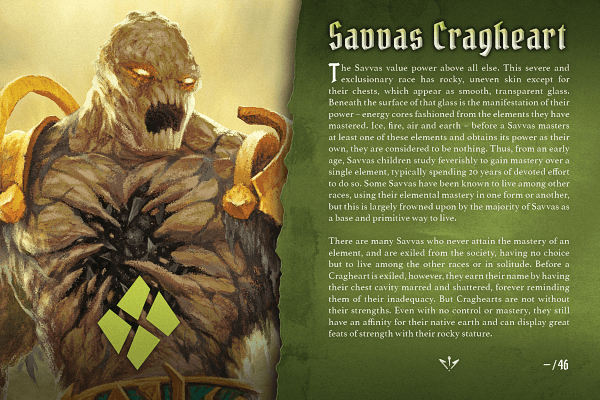 Savvas Cragheart
The Savvas value power above all else. This severe and
exclusionary race has rocky, uneven skin except for
their chests, which appear as smooth, transparent glass.
Beneath the surface of that glass is the manifestation of their
power – energy cores fashioned from the elements they have
mastered. Ice, fire, air and earth – before a Savvas masters
at least one of these elements and obtains its power as their
own, they are considered to be nothing. Thus, from an early
age, Savvas children study feverishly to gain mastery over a
single element, typically spending 20 years of devoted effort
to do so. Some Savvas have been known to live among other
races, using their elemental mastery in one form or another,
but this is largely frowned upon by the majority of Savvas as
a base and primitive way to live.
There are many Savvas who never attain the mastery of an
element, and are exiled from the society, having no choice
but to live among the other races or in solitude. Before a
Cragheart is exiled, however, they earn their name by having
their chest cavity marred and shattered, forever reminding
them of their inadequacy. But Craghearts are not without
their strengths. Even with no control or mastery, they still
have an affinity for their native earth and can display great
feats of strength with their rocky stature.
–/46